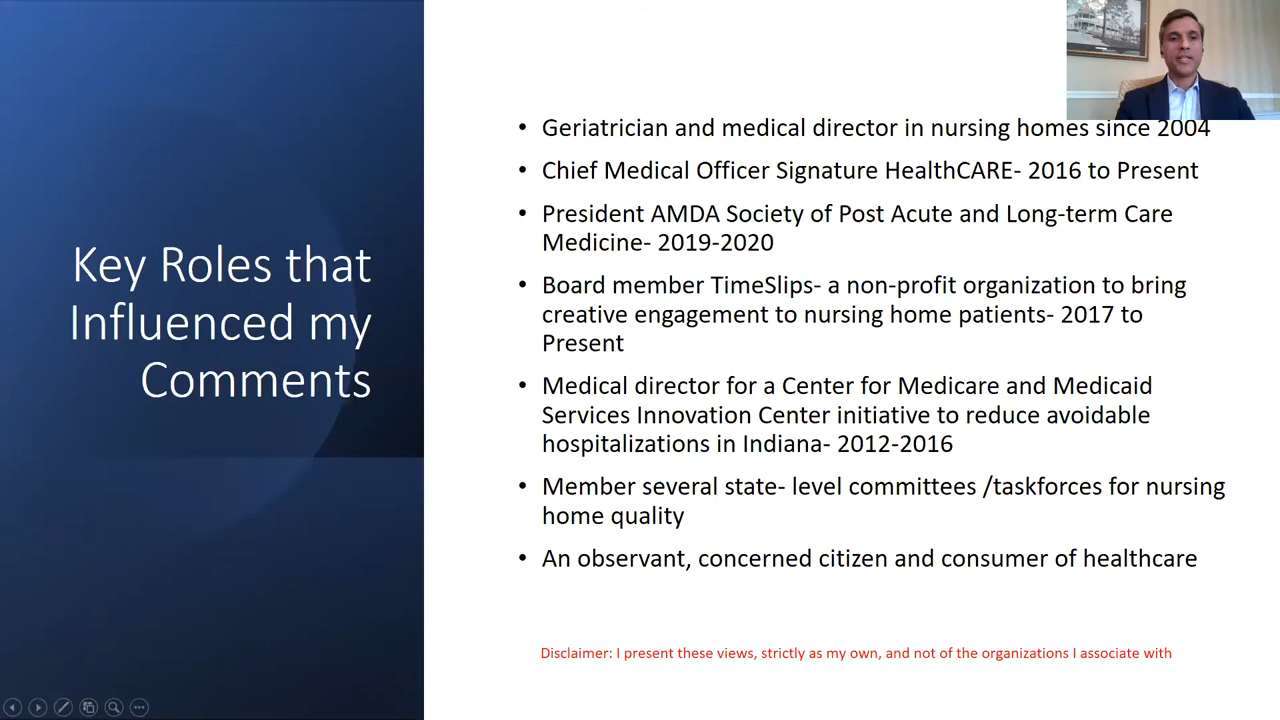 Key Roles that
Influenced my
Comments
• Geriatrician and medical director in nursing homes since 2004
• Chief Medical Officer Signature HealthCARE- 2016 to Present
• President AMDA Society of Post Acute and Long-term Care
Medicine- 2019-2020
• Board member TimeSlips- a non-profit organization to bring
creative engagement to nursing home patients- 2017 to
Present
• Medical director for a Center for Medicare and Medicaid
Services Innovation Center initiative to reduce avoidable
hospitalizations in Indiana- 2012-2016
• Member several state- level committees /taskforces for nursing
home quality
• An observant, concerned citizen and consumer of healthcare
Disclaimer: I present these views, strictly as my own, and not of the organizations I associate with